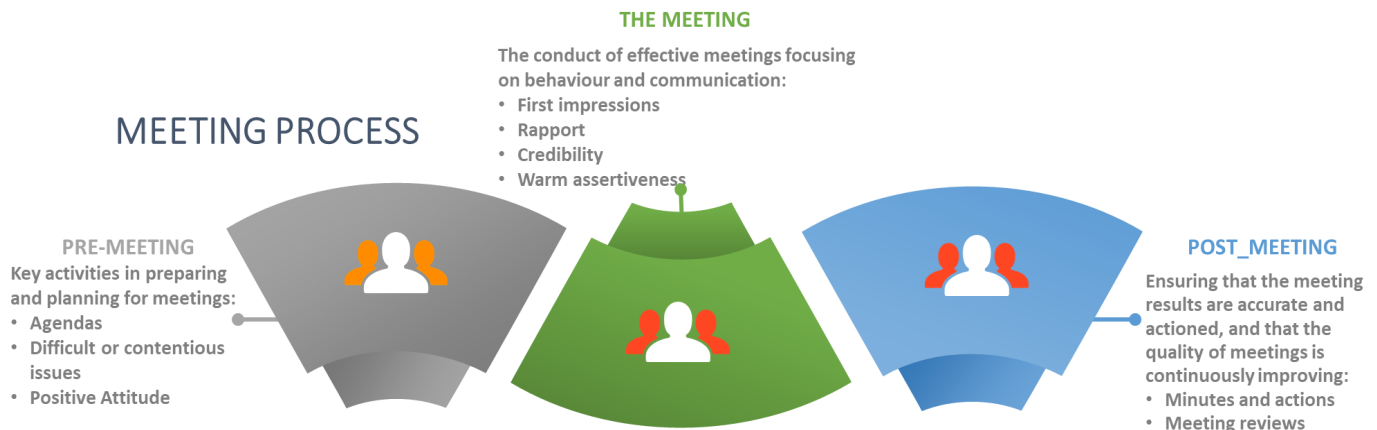 MEETING PROCESS
PRE-MEETING
Key activities in preparing
and planning for meetings:
• Agendas
• Difficult or contentious
issues
• Positive Attitude
THE MEETING
The conduct of effective meetings focusing
on behaviour and communication:
• First impressions
• Rapport
• Credibility
• Warm assertiveness
POST_MEETING
Ensuring that the meeting
results are accurate and
actioned, and that the
quality of meetings is
continuously improving:
• Minutes and actions
• Meeting reviews